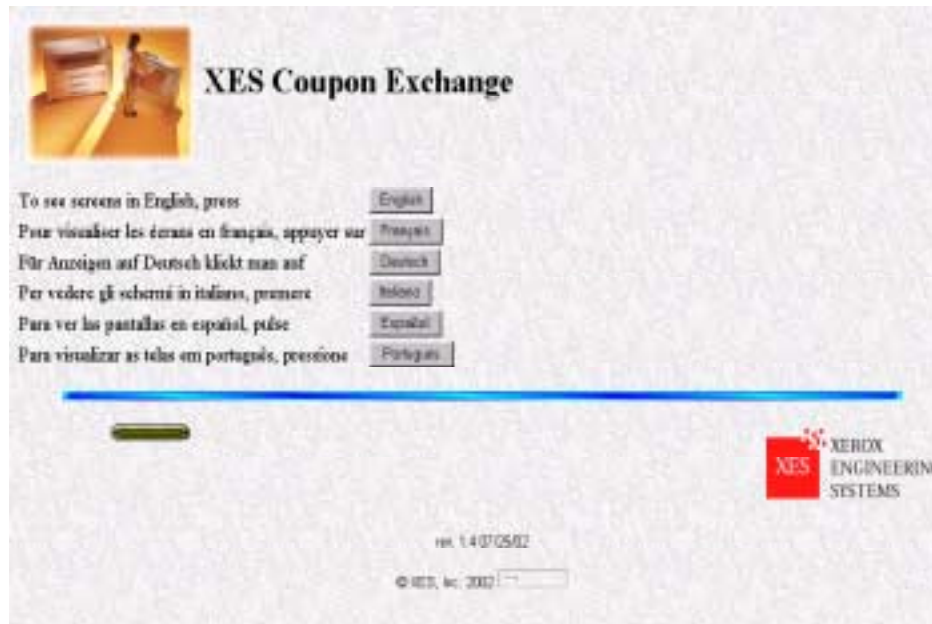 XES Coupon Exchange
To see screens in English, press English
Pour visualiser les écrans en français, appuyer sur Français
Für Anzeigen auf Deutsch klickt man auf Deutsch
Per vedere gli schermi in italiano, premere Italiano
Para ver las pantallas en español, pulse Español
Para visualizar as telas em português, pressione Português
XES XEROX
ENGINEERIN
SYSTEMS
rev. 1.4 07/25/02
© XES, Inc. 2002